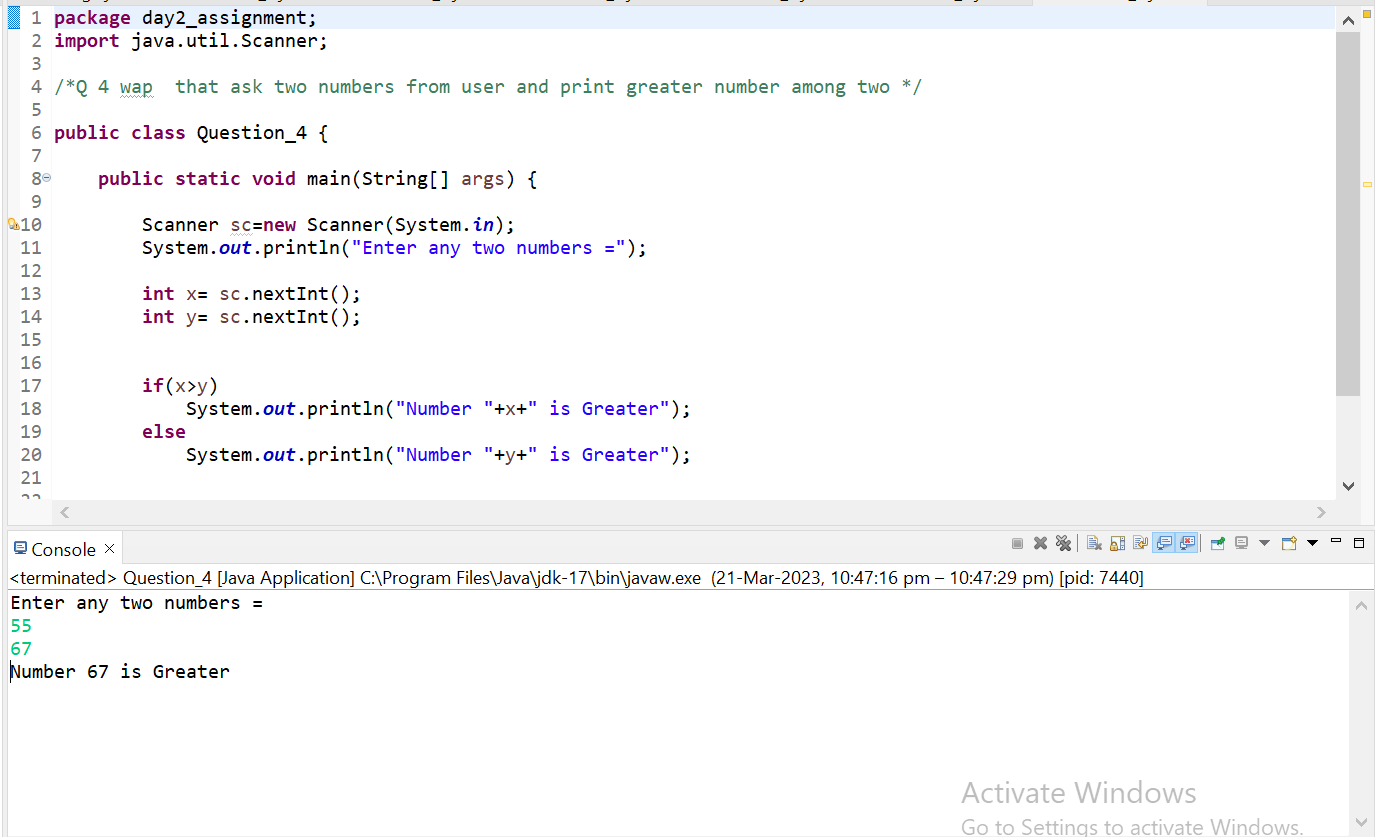 1 package day2_assignment;
2 import java.util.Scanner;
3
4 /*Q 4 wap  that ask two numbers from user and print greater number among two */
5
6 public class Question_4 {
7
8     public static void main(String[] args) {
9
10         Scanner sc=new Scanner(System.in);
11         System.out.println("Enter any two numbers =");
12
13         int x= sc.nextInt();
14         int y= sc.nextInt();
15
16
17         if(x>y)
18             System.out.println("Number "+x+" is Greater");
19         else
20             System.out.println("Number "+y+" is Greater");
21
Console
<terminated> Question_4 [Java Application] C:\Program Files\Java\jdk-17\bin\javaw.exe  (21-Mar-2023, 10:47:16 pm – 10:47:29 pm) [pid: 7440]
Enter any two numbers =
55
67
Number 67 is Greater
Activate Windows
Go to Settings to activate Windows.